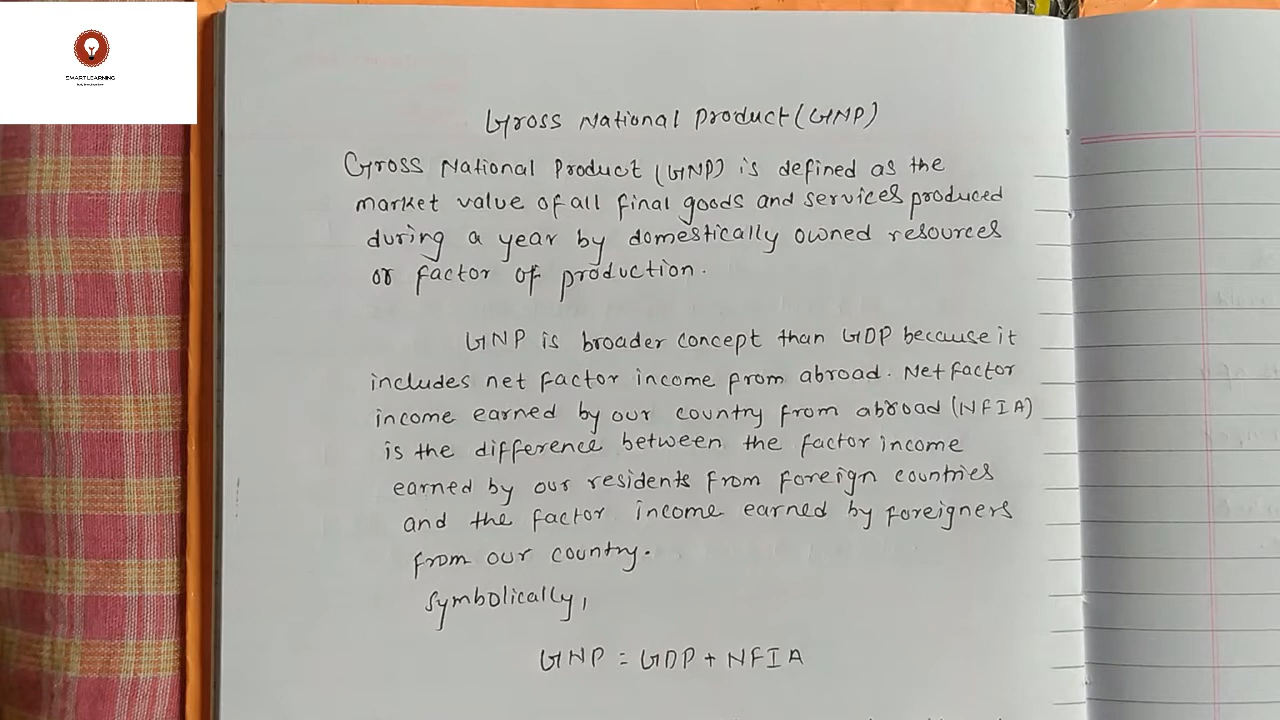 SMART LEARNING
Gross National Product (GNP)
Gross National Product (GNP) is defined as the
market value of all final goods and services produced
during a year by domestically owned resources
or factor of production.
GNP is broader concept than GDP because it
includes net factor income from abroad. Net factor
income earned by our country from abroad (NFIA)
is the difference between the factor income
earned by our residents from foreign countries
and the factor income earned by foreigners
from our country.
Symbolically,
GNP = GDP + NFIA